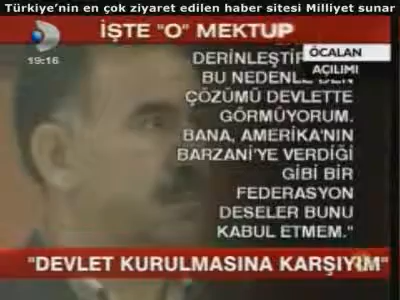 Türkiye'nin en çok ziyaret edilen haber sitesi Milliyet sunar
İŞTE "O" MEKTUP
19:16
ÖCALAN
AÇILIMI
DERİNLEŞTİR
BU NEDENLE BEN
ÇÖZÜMÜ DEVLETTE
GÖRMÜYORUM.
BANA, AMERİKA'NIN
BARZANİ'YE VERDİĞİ
GİBİ BİR
FEDERASYON
DESELER BUNU
KABUL ETMEM."
"DEVLET KURULMASINA KARŞIYIM"